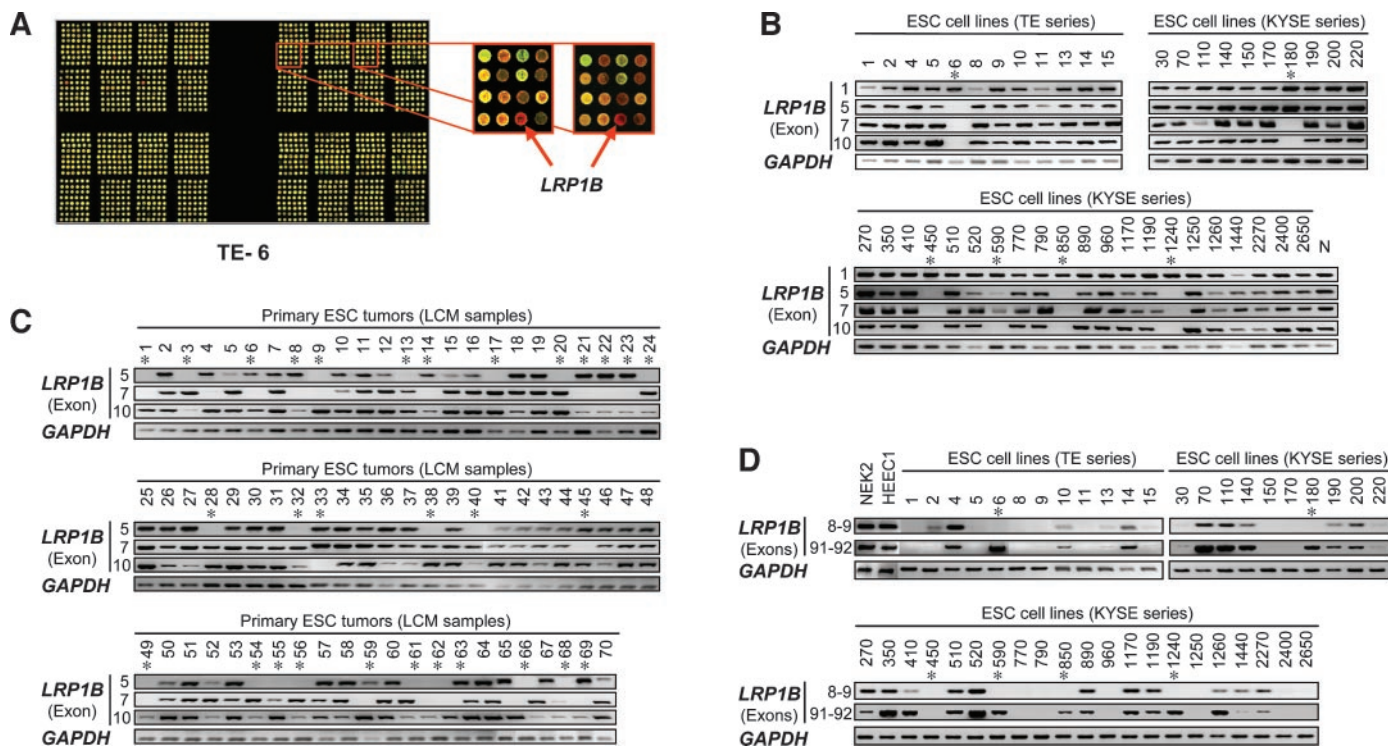 A
LRP1B
TE- 6
B
ESC cell lines (TE series)
ESC cell lines (KYSE series)
1 2 4 5 *6 8 9 10 11 13 14 15
30 70 110 140 150 170 *180 190 200 220
LRP1B
(Exon)
1
5
7
10
GAPDH
ESC cell lines (KYSE series)
270 350 410 *450 510 520 *590 770 790 *850 890 960 1170 1190 *1240 1250 1260 1440 2270 2400 2650 N
LRP1B
(Exon)
1
5
7
10
GAPDH
C
Primary ESC tumors (LCM samples)
*1 2 *3 4 5 *6 7 *8 *9 10 11 12 *13 *14 15 16 *17 18 19 *20 *21 *22 *23 *24
LRP1B
(Exon)
5
7
10
GAPDH
Primary ESC tumors (LCM samples)
25 26 27 *28 29 30 31 *32 *33 34 35 36 37 *38 39 *40 41 42 43 44 *45 46 47 48
LRP1B
(Exon)
5
7
10
GAPDH
Primary ESC tumors (LCM samples)
*49 50 51 52 53 *54 *55 *56 57 58 *59 60 *61 *62 *63 64 65 *66 67 *68 *69 70
LRP1B
(Exon)
5
7
10
GAPDH
D
NEK2 HEEC1
ESC cell lines (TE series)
ESC cell lines (KYSE series)
1 2 4 5 *6 8 9 10 11 13 14 15
30 70 110 140 150 170 *180 190 200 220
LRP1B
(Exons)
8-9
91-92
GAPDH
ESC cell lines (KYSE series)
270 350 410 *450 510 520 *590 770 790 *850 890 960 1170 1190 *1240 1250 1260 1440 2270 2400 2650
LRP1B
(Exons)
8-9
91-92
GAPDH